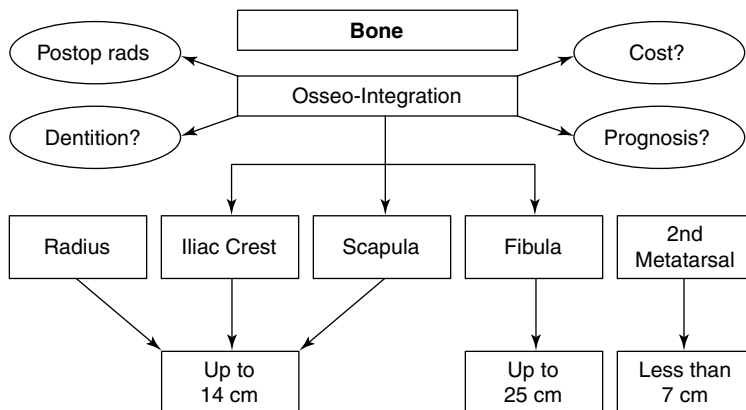 Bone
Postop rads
Cost?
Osseo-Integration
Dentition?
Prognosis?
Radius
Iliac Crest
Scapula
Fibula
2nd
Metatarsal
Up to
14 cm
Up to
25 cm
Less than
7 cm